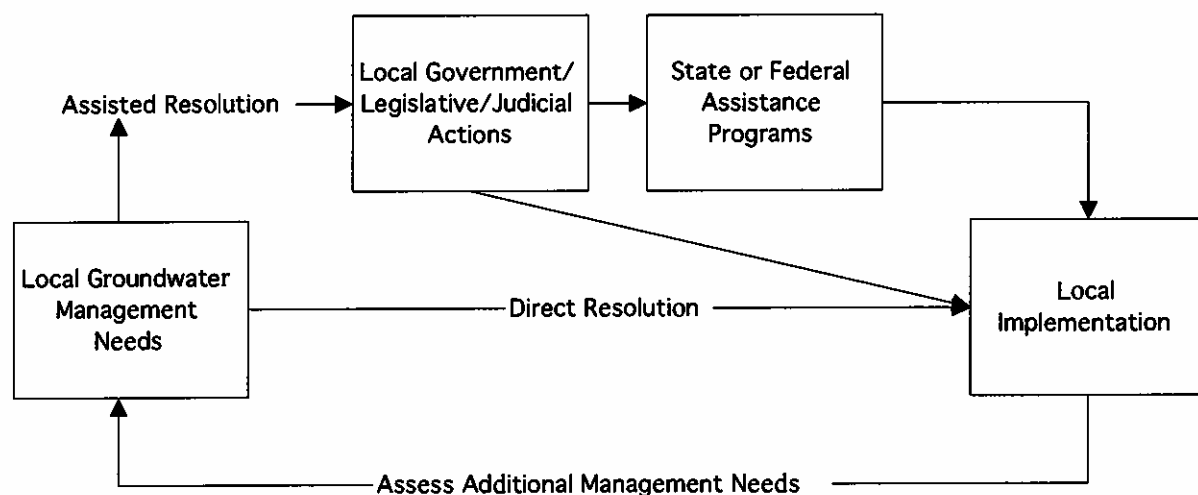 Assisted Resolution
Local Government/
Legislative/Judicial
Actions
State or Federal
Assistance
Programs
Local Groundwater
Management
Needs
Direct Resolution
Local
Implementation
Assess Additional Management Needs